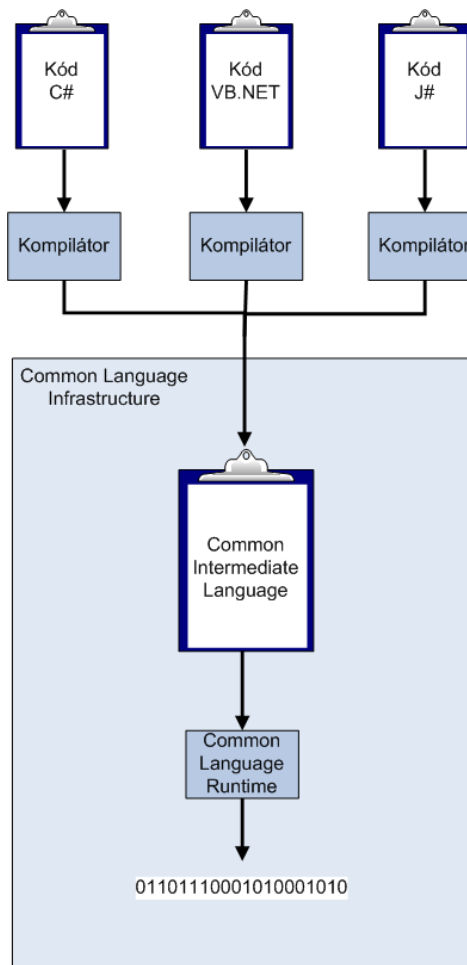 Kód
C#
Kód
VB.NET
Kód
J#
Kompilátor
Kompilátor
Kompilátor
Common Language
Infrastructure
Common
Intermediate
Language
Common
Language
Runtime
01101110001010001010